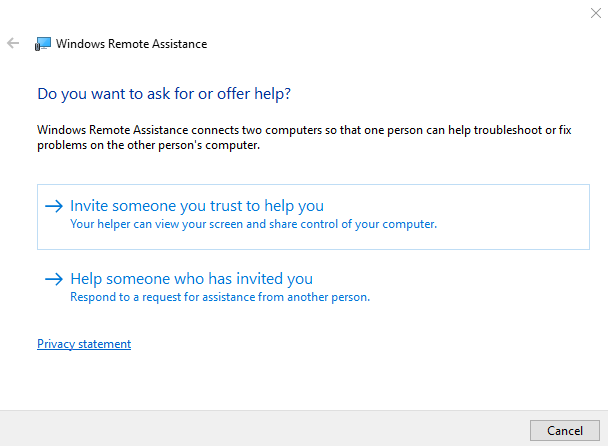 Windows Remote Assistance
Do you want to ask for or offer help?
Windows Remote Assistance connects two computers so that one person can help troubleshoot or fix
problems on the other person's computer.
Invite someone you trust to help you
Your helper can view your screen and share control of your computer.
Help someone who has invited you
Respond to a request for assistance from another person.
Privacy statement
Cancel